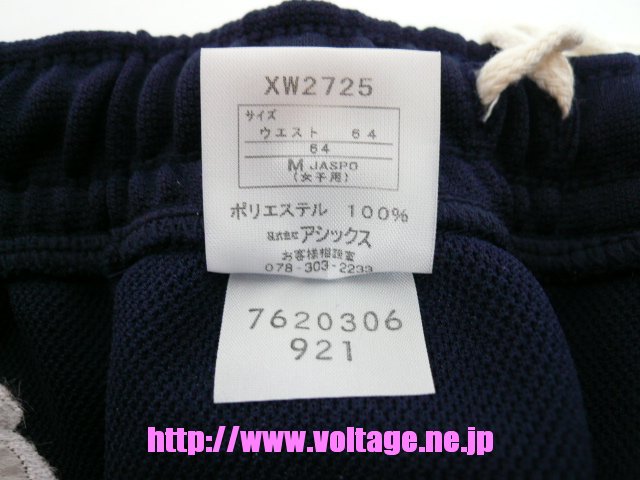 XW2725
サイズ
ウエスト 64
64
M JASPO
(女子用)
ポリエステル 100%
株式会社 アシックス
お客様相談室
078-303-2233
7620306
921
http://www.voltage.ne.jp